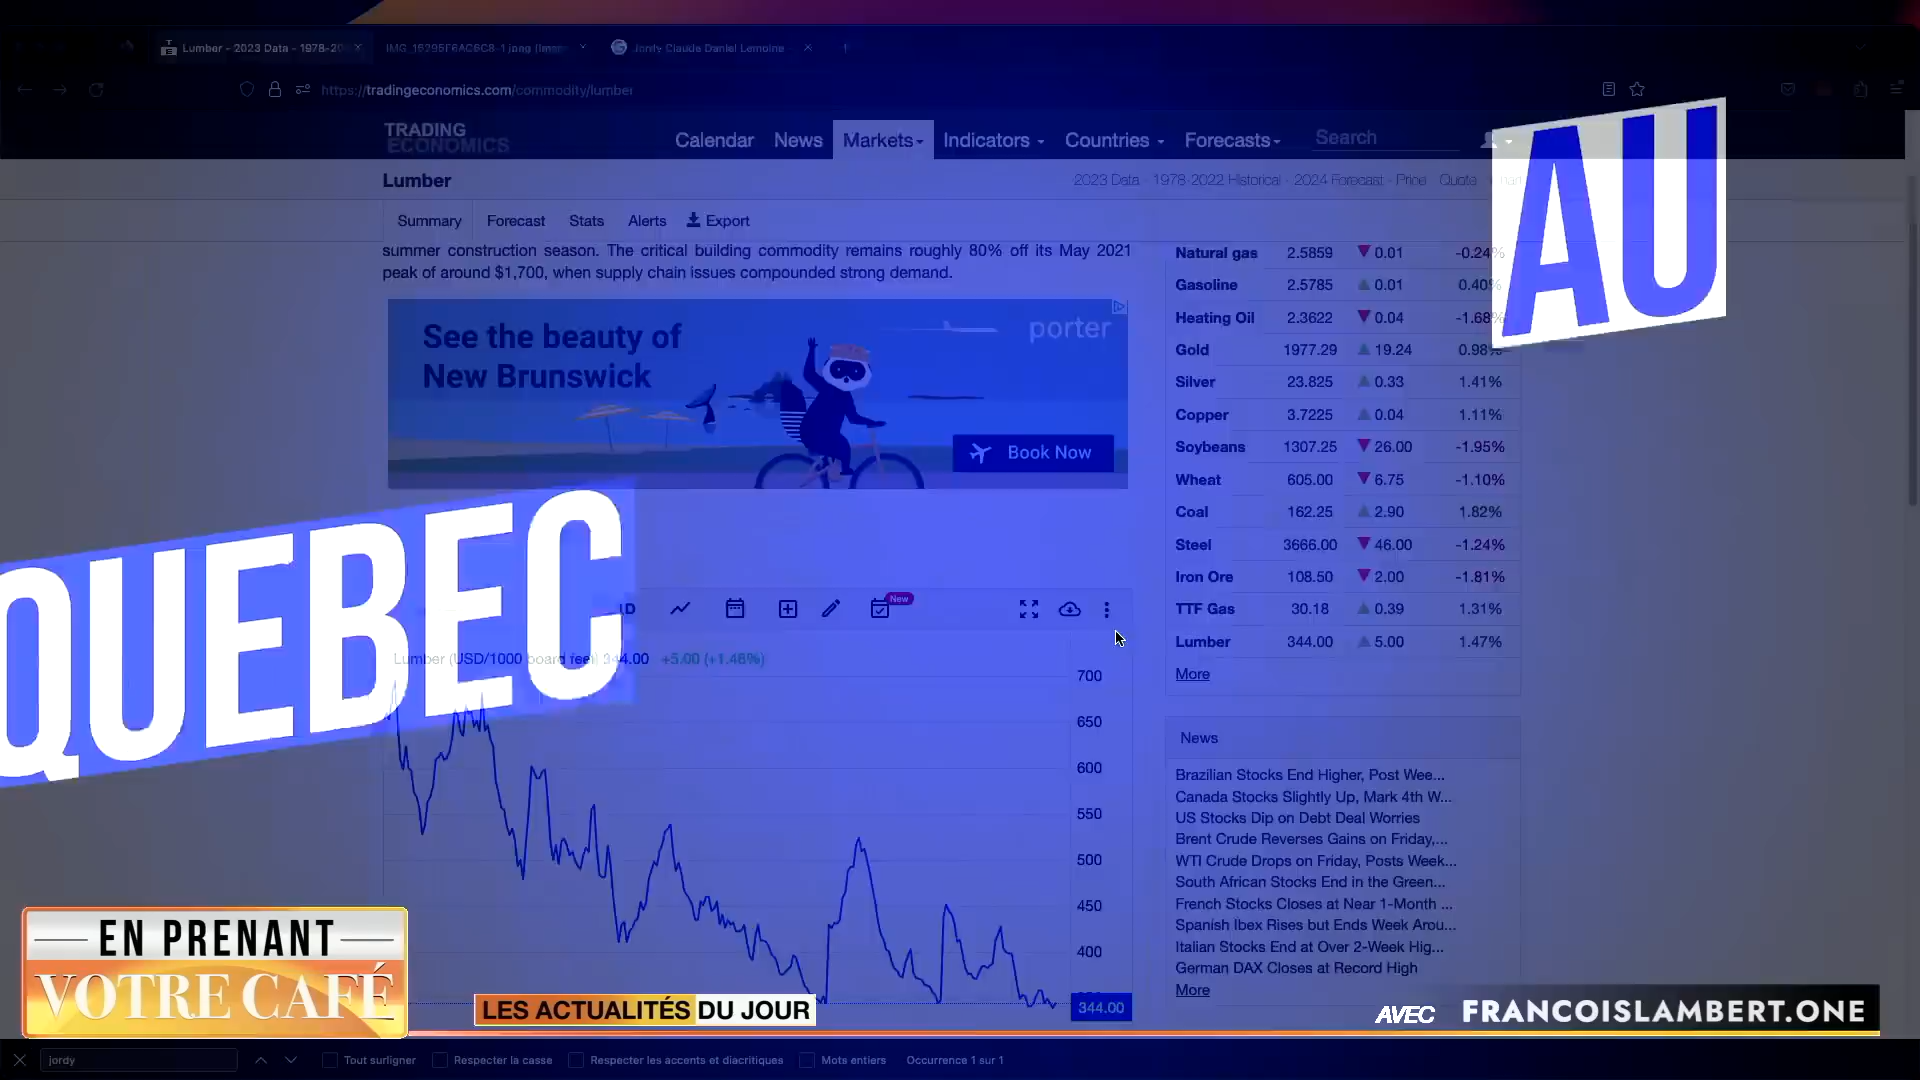 Lumber - 2023 Data - 1978-20
IMG_16295F6AC6C8-1.jpeg
Jordy Claude Daniel Lemoine
https://tradingeconomics.com/commodity/lumber
TRADING
ECONOMICS
Calendar News Markets Indicators Countries Forecasts Search
AU
Lumber
2023 Data - 1978-2022 Historical - 2024 Forecast - Price - Quote
Summary Forecast Stats Alerts Export
summer construction season. The critical building commodity remains roughly 80% off its May 2021
peak of around $1,700, when supply chain issues compounded strong demand.
See the beauty of
New Brunswick
porter
Book Now
Natural gas 2.5859 0.01 -0.24%
Gasoline 2.5785 0.01 0.40%
Heating Oil 2.3622 0.04 -1.68%
Gold 1977.29 19.24 0.98%
Silver 23.825 0.33 1.41%
Copper 3.7225 0.04 1.11%
Soybeans 1307.25 26.00 -1.95%
Wheat 605.00 6.75 -1.10%
Coal 162.25 2.90 1.82%
Steel 3666.00 46.00 -1.24%
Iron Ore 108.50 2.00 -1.81%
TTF Gas 30.18 0.39 1.31%
Lumber 344.00 5.00 1.47%
More
QUEBEC
New
Lumber (USD/1000 board feet) 344.00 +5.00 (+1.46%)
700
650
600
550
500
450
400
344.00
News
Brazilian Stocks End Higher, Post Wee...
Canada Stocks Slightly Up, Mark 4th W...
US Stocks Dip on Debt Deal Worries
Brent Crude Reverses Gains on Friday,...
WTI Crude Drops on Friday, Posts Week...
South African Stocks End in the Green...
French Stocks Closes at Near 1-Month ...
Spanish Ibex Rises but Ends Week Arou...
Italian Stocks End at Over 2-Week Hig...
German DAX Closes at Record High
More
EN PRENANT
VOTRE CAFÉ
LES ACTUALITÉS DU JOUR
AVEC FRANCOISLAMBERT.ONE
jordy
Tout surligner Respecter la casse Respecter les accents et diacritiques Mots entiers Occurrence 1 sur 1